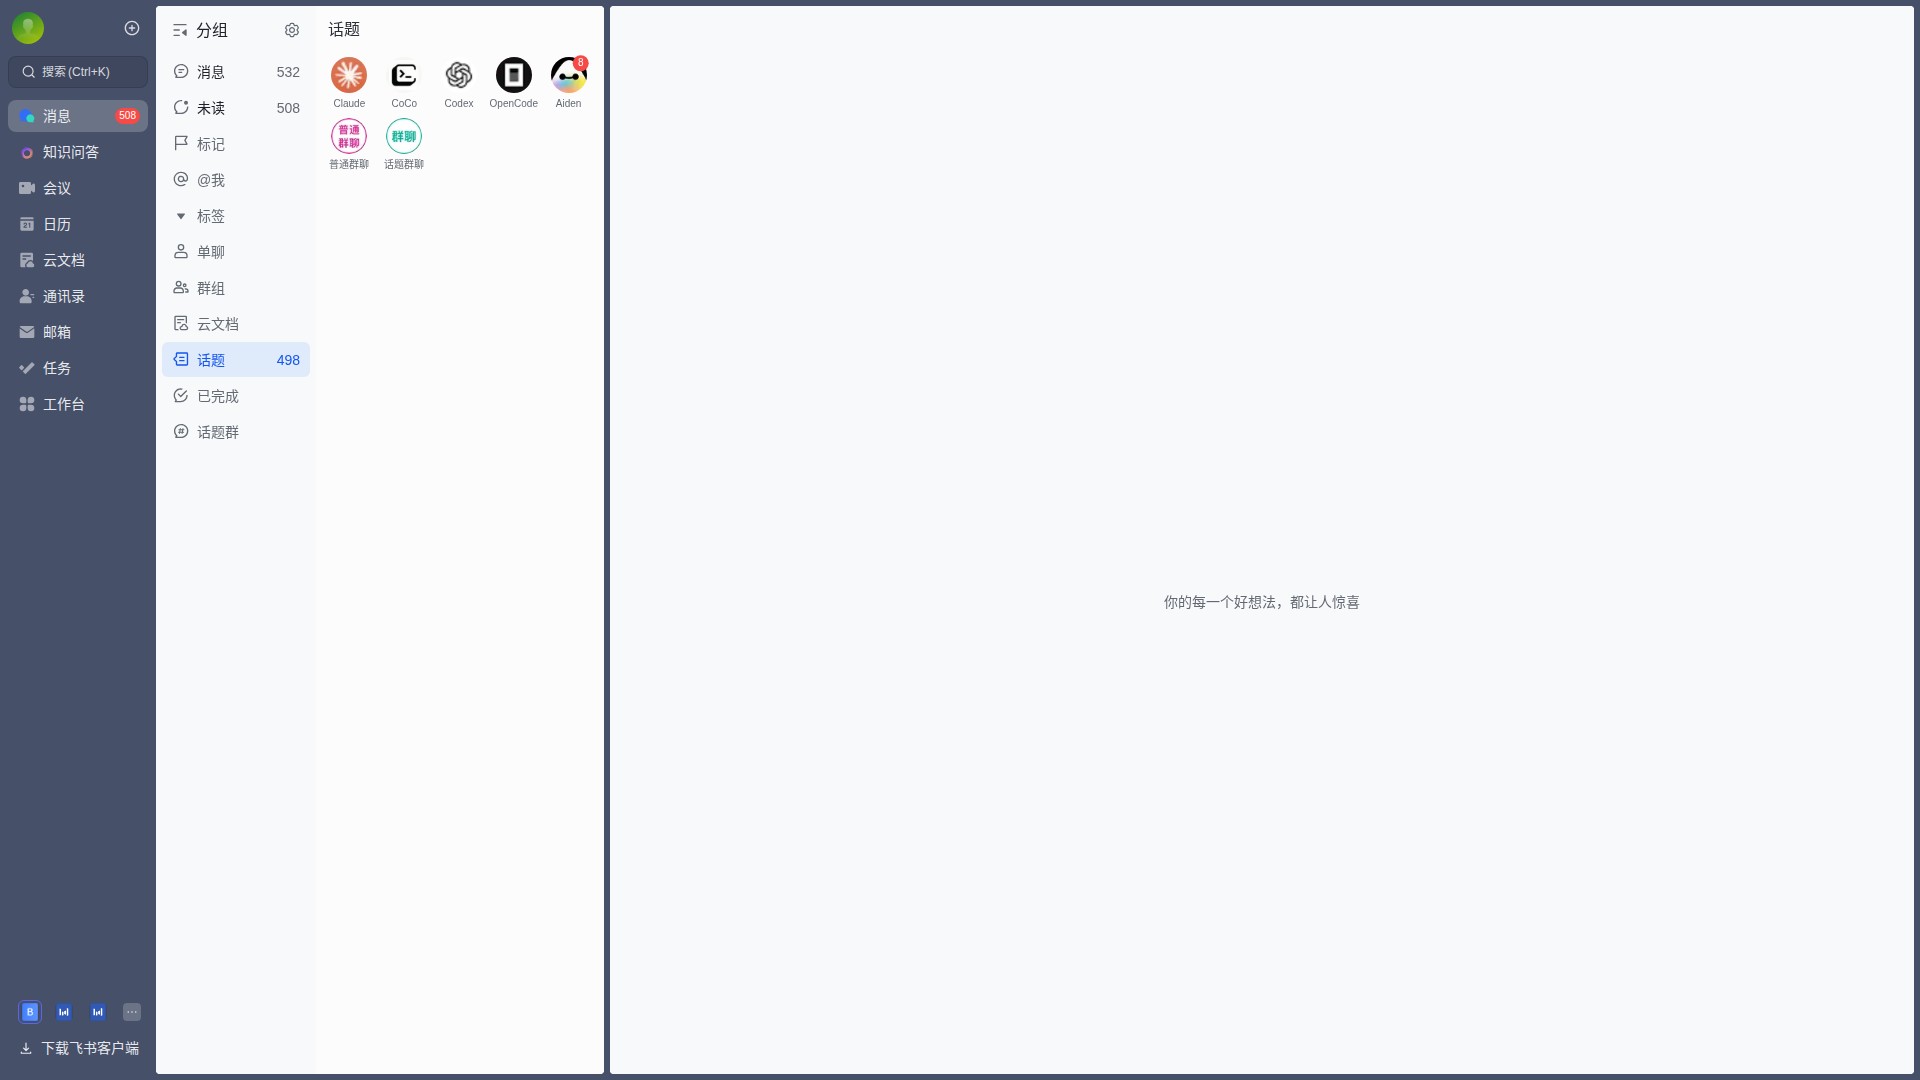 搜索 (Ctrl+K)
消息 508
知识问答
会议
日历
云文档
通讯录
邮箱
任务
工作台
B
下载飞书客户端
分组
消息 532
未读 508
标记
@我
标签
单聊
群组
云文档
话题 498
已完成
话题群
话题
8
Claude CoCo Codex OpenCode Aiden
普通
群聊
群聊
普通群聊 话题群聊
你的每一个好想法，都让人惊喜